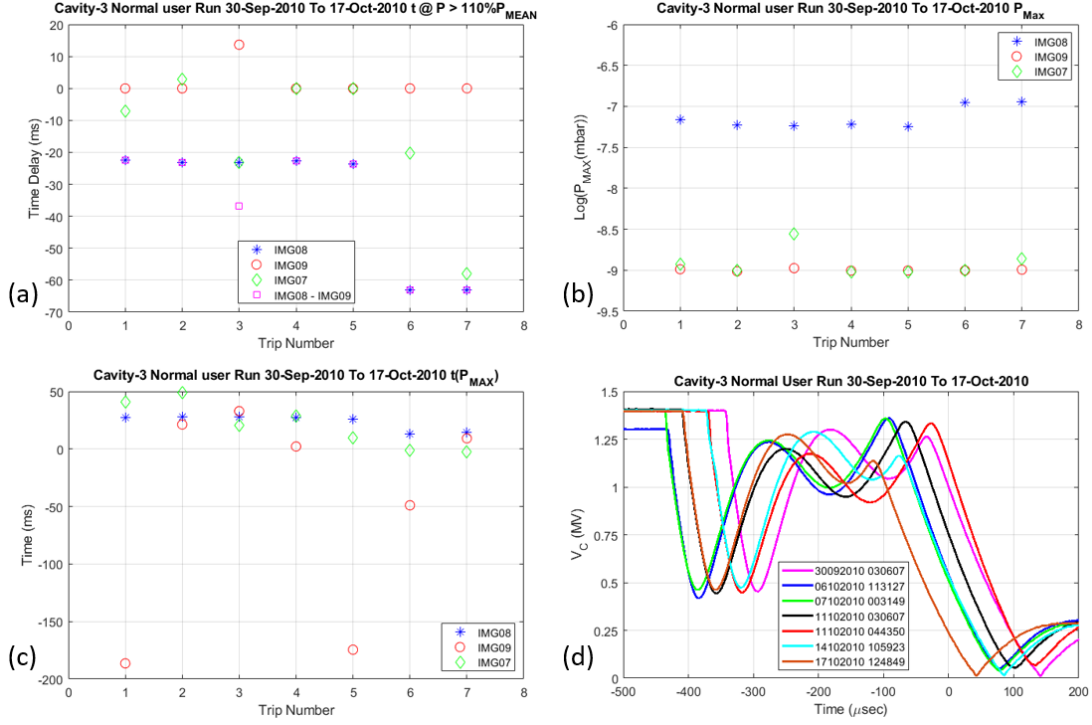 Cavity-3 Normal user Run 30-Sep-2010 To 17-Oct-2010 t @ P > 110%P_MEAN
20
10
0
-10
-20
-30
-40
-50
-60
-70
Time Delay (ms)
IMG08
IMG09
IMG07
IMG08 - IMG09
0 1 2 3 4 5 6 7 8
Trip Number
(a)
Cavity-3 Normal user Run 30-Sep-2010 To 17-Oct-2010 P_Max
-6
-6.5
-7
-7.5
-8
-8.5
-9
-9.5
Log(P_MAX(mbar))
IMG08
IMG09
IMG07
0 1 2 3 4 5 6 7 8
Trip Number
(b)
Cavity-3 Normal user Run 30-Sep-2010 To 17-Oct-2010 t(P_MAX)
50
0
-50
-100
-150
-200
Time (ms)
IMG08
IMG09
IMG07
0 1 2 3 4 5 6 7 8
Trip Number
(c)
Cavity-3 Normal User Run 30-Sep-2010 To 17-Oct-2010
1.5
1.25
1
0.75
0.5
0.25
0
V_C (MV)
30092010 030607
06102010 113127
07102010 003149
11102010 030607
11102010 044350
14102010 105923
17102010 124849
-500 -400 -300 -200 -100 0 100 200
Time (μsec)
(d)